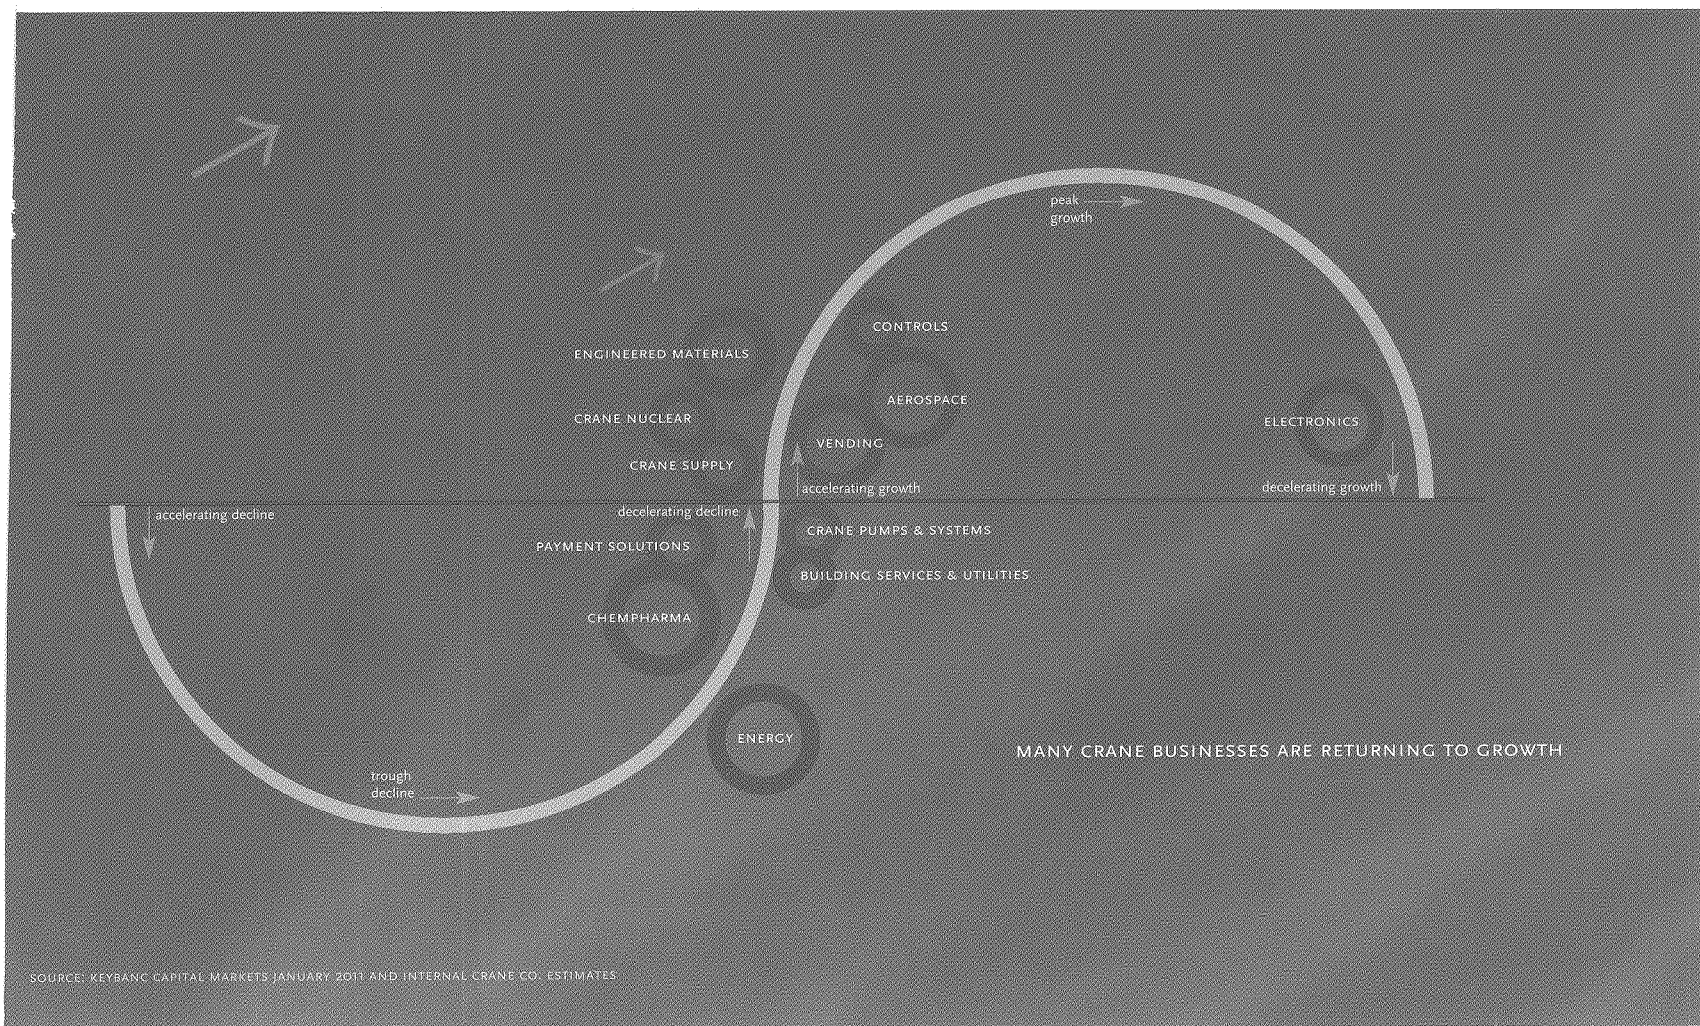 peak
growth
CONTROLS
ENGINEERED MATERIALS
AEROSPACE
CRANE NUCLEAR
ELECTRONICS
VENDING
CRANE SUPPLY
accelerating growth
decelerating growth
accelerating decline
decelerating decline
CRANE PUMPS & SYSTEMS
PAYMENT SOLUTIONS
BUILDING SERVICES & UTILITIES
CHEMPHARMA
ENERGY
MANY CRANE BUSINESSES ARE RETURNING TO GROWTH
trough
decline
SOURCE: KEYBANC CAPITAL MARKETS JANUARY 2011 AND INTERNAL CRANE CO. ESTIMATES